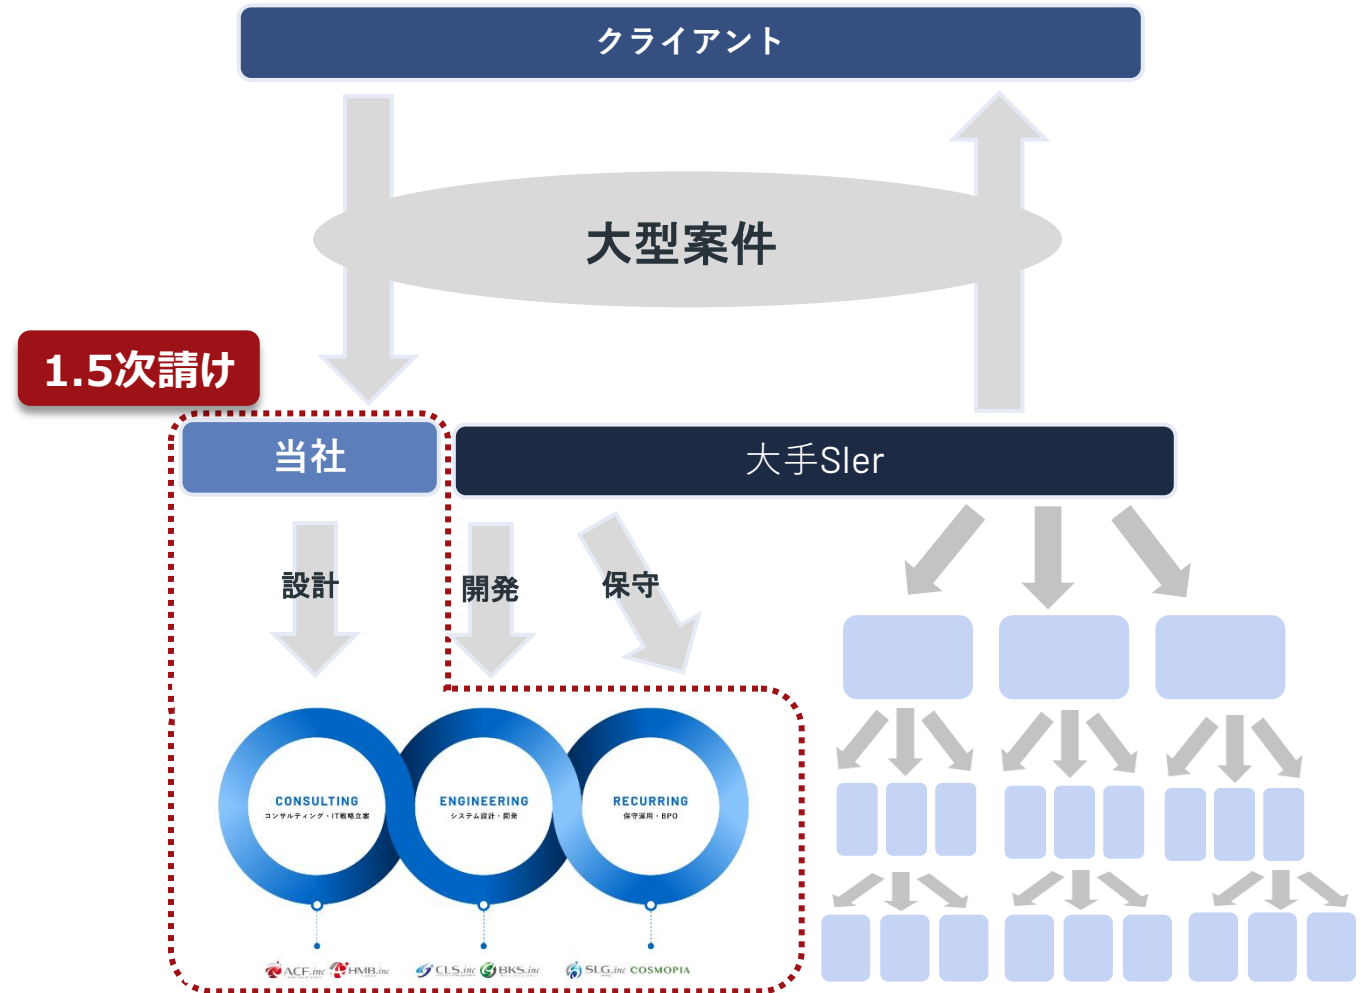 クライアント
大型案件
1.5次請け
当社
大手SIer
設計
開発
保守
CONSULTING
コンサルティング・IT戦略立案
ENGINEERING
システム設計・開発
RECURRING
保守運用・BPO
ACF.inc
HMB.inc
CLS.inc
BKS.inc
SLG.inc
COSMOPIA